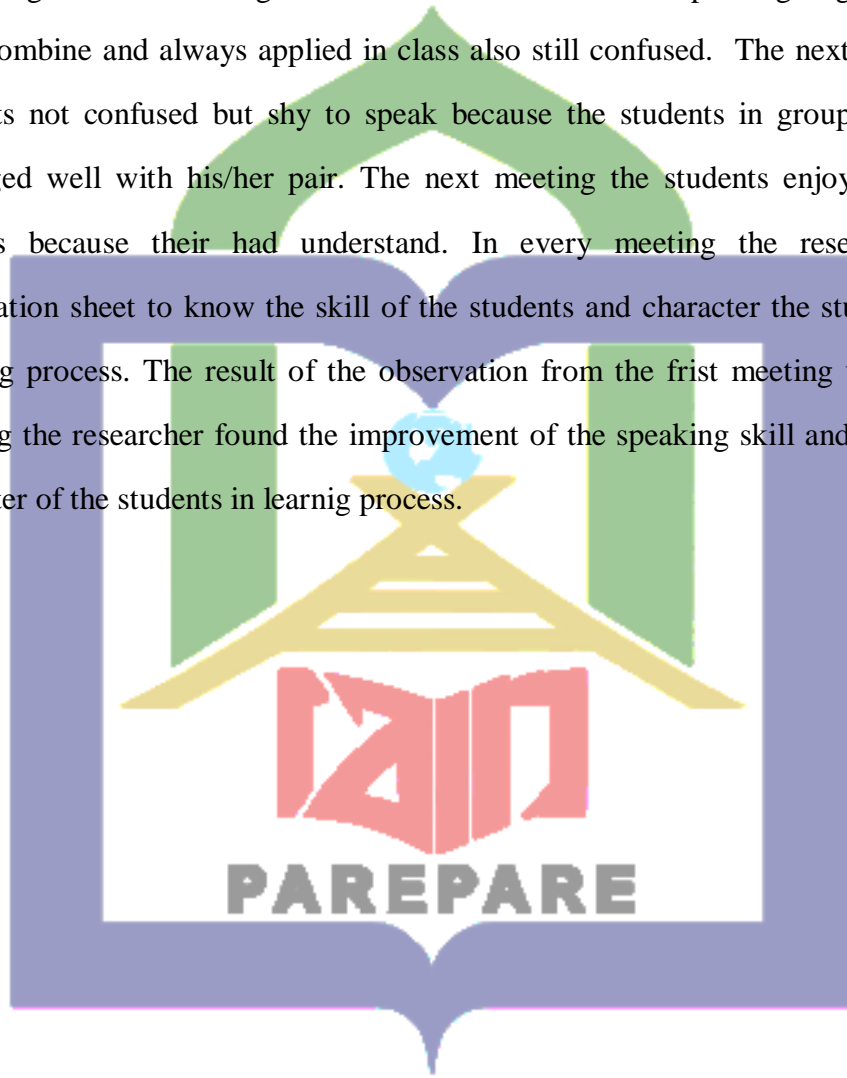 ombine and always applied in class also still confused. The next
ts not confused but shy to speak because the students in group
ged well with his/her pair. The next meeting the students enjoy
s because their had understand. In every meeting the rese
ation sheet to know the skill of the students and character the stu
g process. The result of the observation from the frist meeting
g the researcher found the improvement of the speaking skill and
ter of the students in learnig process.
iain
PAREPARE